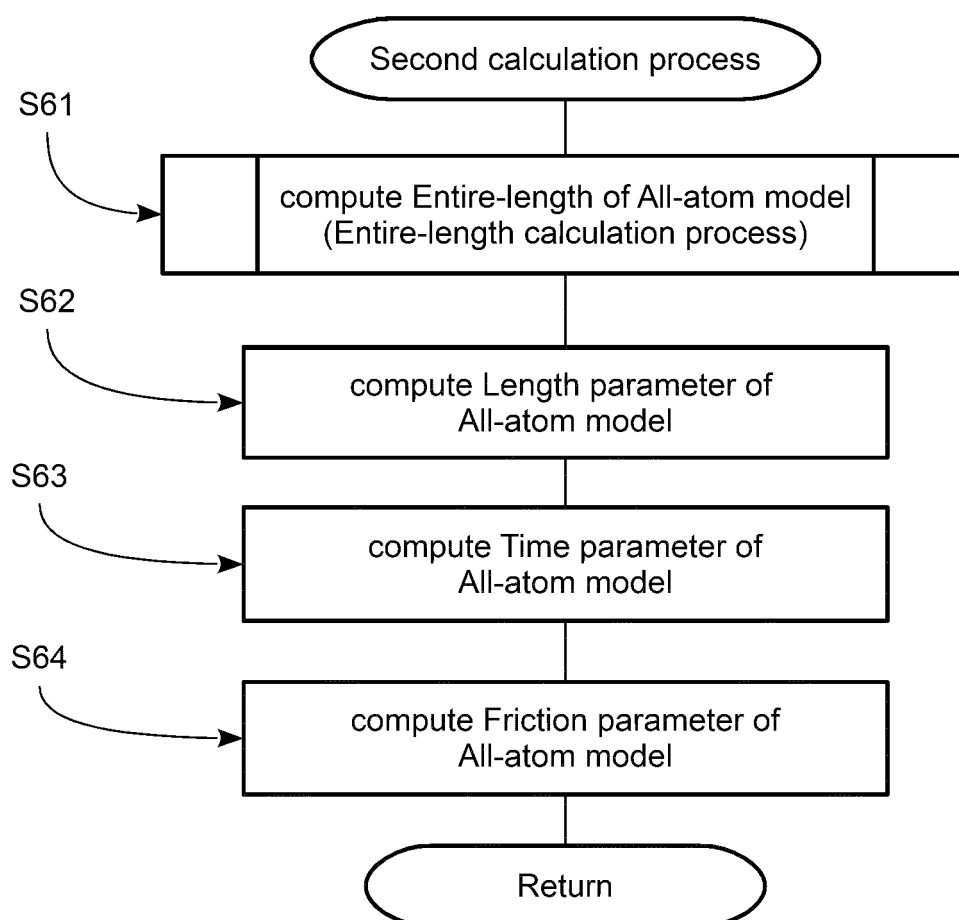 Second calculation process
S61
compute Entire-length of All-atom model
(Entire-length calculation process)
S62
compute Length parameter of
All-atom model
S63
compute Time parameter of
All-atom model
S64
compute Friction parameter of
All-atom model
Return